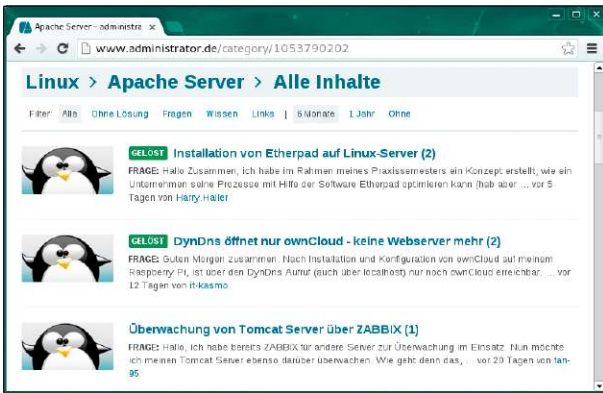 Apache Server - administra ×
www.administrator.de/category/1053790202
Linux > Apache Server > Alle Inhalte
Filter: Alle Ohne Lösung Fragen Wissen Links | 6 Monate 1 Jahr Ohne
GELÖST Installation von Etherpad auf Linux-Server (2)
FRAGE: Hallo Zusammen, ich habe im Rahmen meines Praxissemesters ein Konzept erstellt, wie ein
Unternehmen seine Prozesse mit Hilfe der Software Etherpad optimieren kann (hab aber ... vor 5
Tagen von Harry.Haller
GELÖST DynDns öffnet nur ownCloud - keine Webserver mehr (2)
FRAGE: Guten Morgen zusammen. Nach Installation und Konfiguration von ownCloud auf meinem
Raspberry Pi, ist über den DynDns Aufruf (auch über localhost) nur noch ownCloud erreichbar. ... vor
12 Tagen von it-kasmo
Überwachung von Tomcat Server über ZABBIX (1)
FRAGE: Hallo, ich habe bereits ZABBIX für andere Server zur Überwachung im Einsatz. Nun möchte
ich meinen Tomcat Server ebenso darüber überwachen. Wie geht denn das, ... vor 20 Tagen von tan-
95